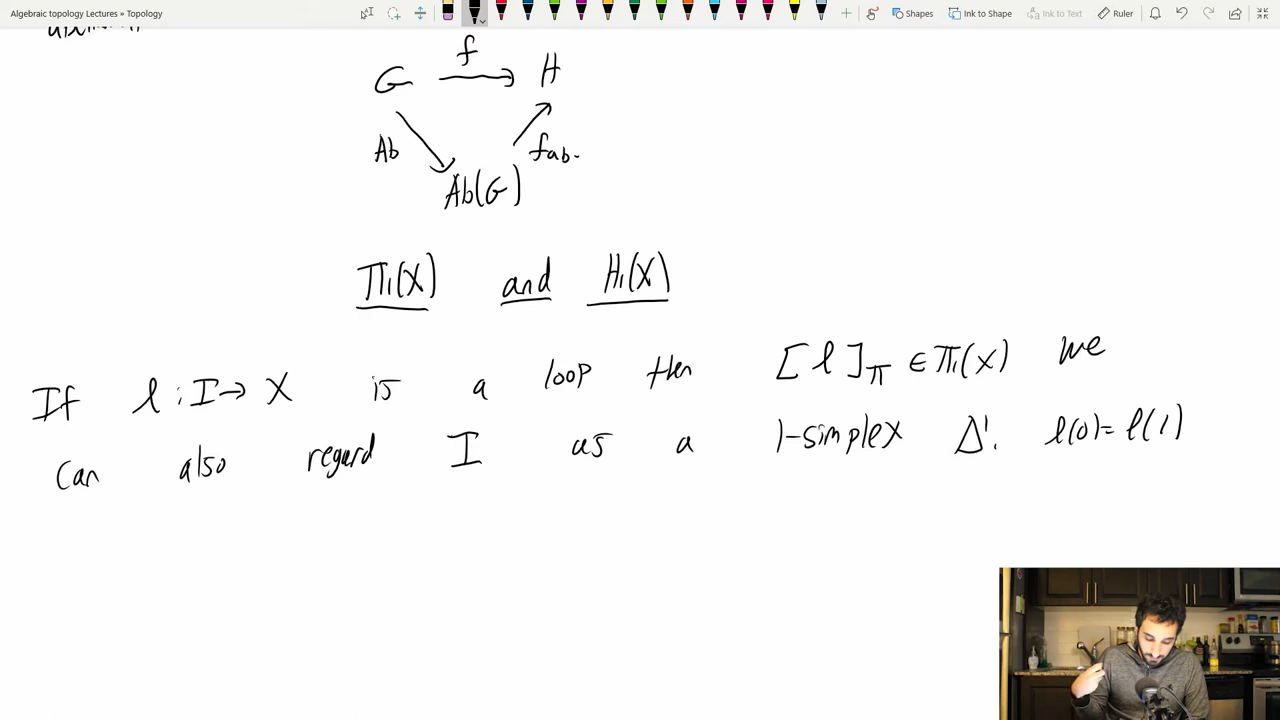 Algebraic topology Lectures » Topology
Shapes
Ink to Shape
Ink to Text
Ruler
G f H
Ab fab.
Ab(G)
Π₁(X) and H₁(X)
If l : I → X is a loop then [l]π ∈ Π₁(X) we
can also regard I as a 1-simplex Δ¹. l(0)= l(1)